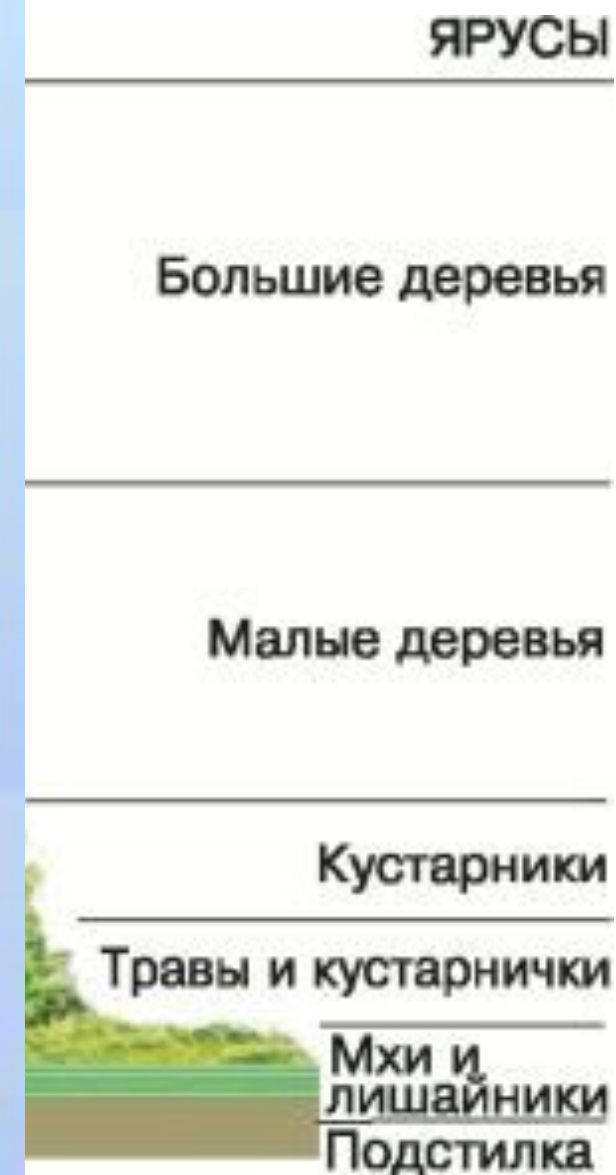 ЯРУСЫ
Большие деревья
Малые деревья
Кустарники
Травы и кустарнички
Мхи и
лишайники
Подстилка